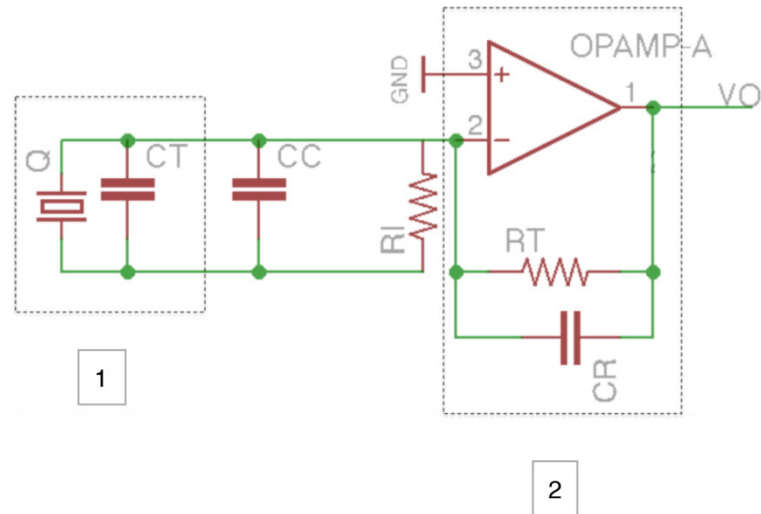 OPAMP-A
GND
3
+
1
VO
2
-
Q
CT
CC
RI
RT
CR
1
2